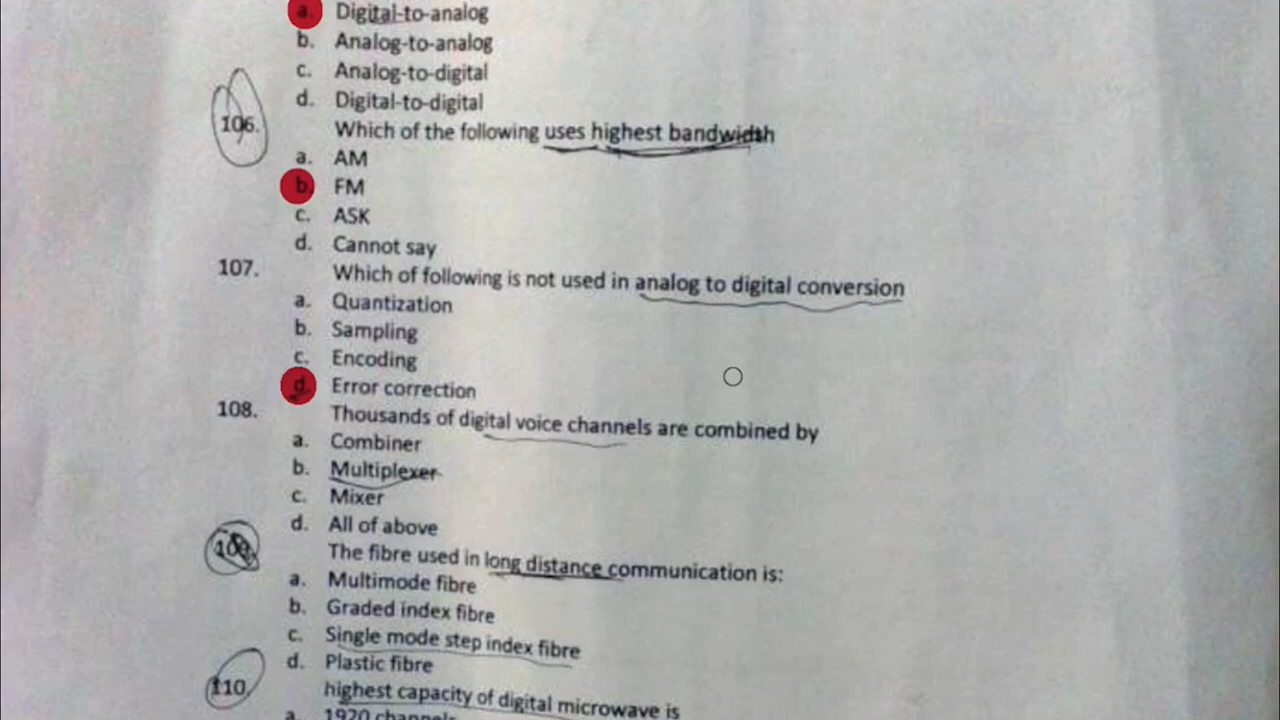 a. Digital-to-analog
b. Analog-to-analog
c. Analog-to-digital
d. Digital-to-digital
106. Which of the following uses highest bandwidth
a. AM
b. FM
c. ASK
d. Cannot say
107. Which of following is not used in analog to digital conversion
a. Quantization
b. Sampling
c. Encoding
d. Error correction
108. Thousands of digital voice channels are combined by
a. Combiner
b. Multiplexer
c. Mixer
d. All of above
109. The fibre used in long distance communication is:
a. Multimode fibre
b. Graded index fibre
c. Single mode step index fibre
d. Plastic fibre
110. highest capacity of digital microwave is
a. 1920 channels